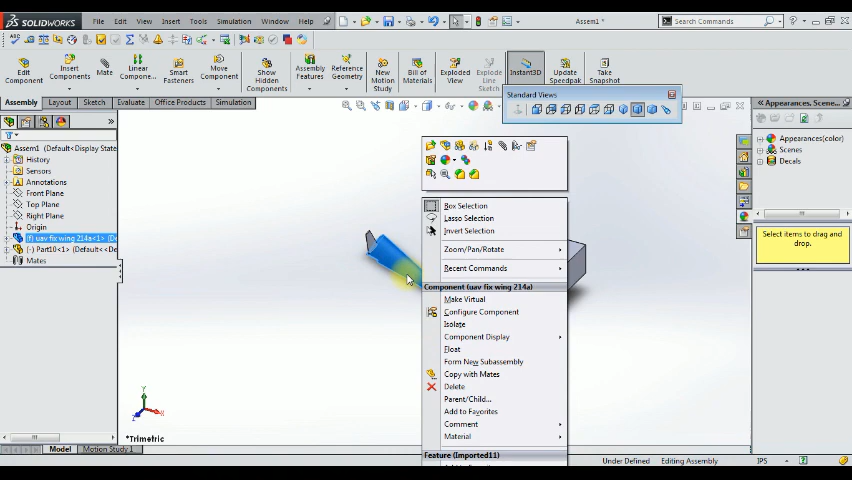 SOLIDWORKS File Edit View Insert Tools Simulation Window Help Assem1 * Search Commands
Edit Component
Insert Components
Mate
Linear Component...
Smart Fasteners
Move Component
Show Hidden Components
Assembly Features
Reference Geometry
New Motion Study
Bill of Materials
Exploded View
Explode Line Sketch
Instant3D
Update Speedpak
Take Snapshot
Standard Views
Assembly Layout Sketch Evaluate Office Products Simulation
Appearances, Scene...
Assem1 (Default<Display State
History
Sensors
Annotations
Front Plane
Top Plane
Right Plane
Origin
(f) uav fix wing 214a<1> (De
(-) Part10<1> (Default<<De
Mates
Box Selection
Lasso Selection
Invert Selection
Zoom/Pan/Rotate
Recent Commands
Component (uav fix wing 214a)
Make Virtual
Configure Component
Isolate
Component Display
Float
Form New Subassembly
Copy with Mates
Delete
Parent/Child...
Add to Favorites
Comment
Material
Feature (Imported11)
Appearances(color)
Scenes
Decals
Select items to drag and drop.
Y
X
Z
*Trimetric
Model Motion Study 1
Under Defined Editing Assembly IPS